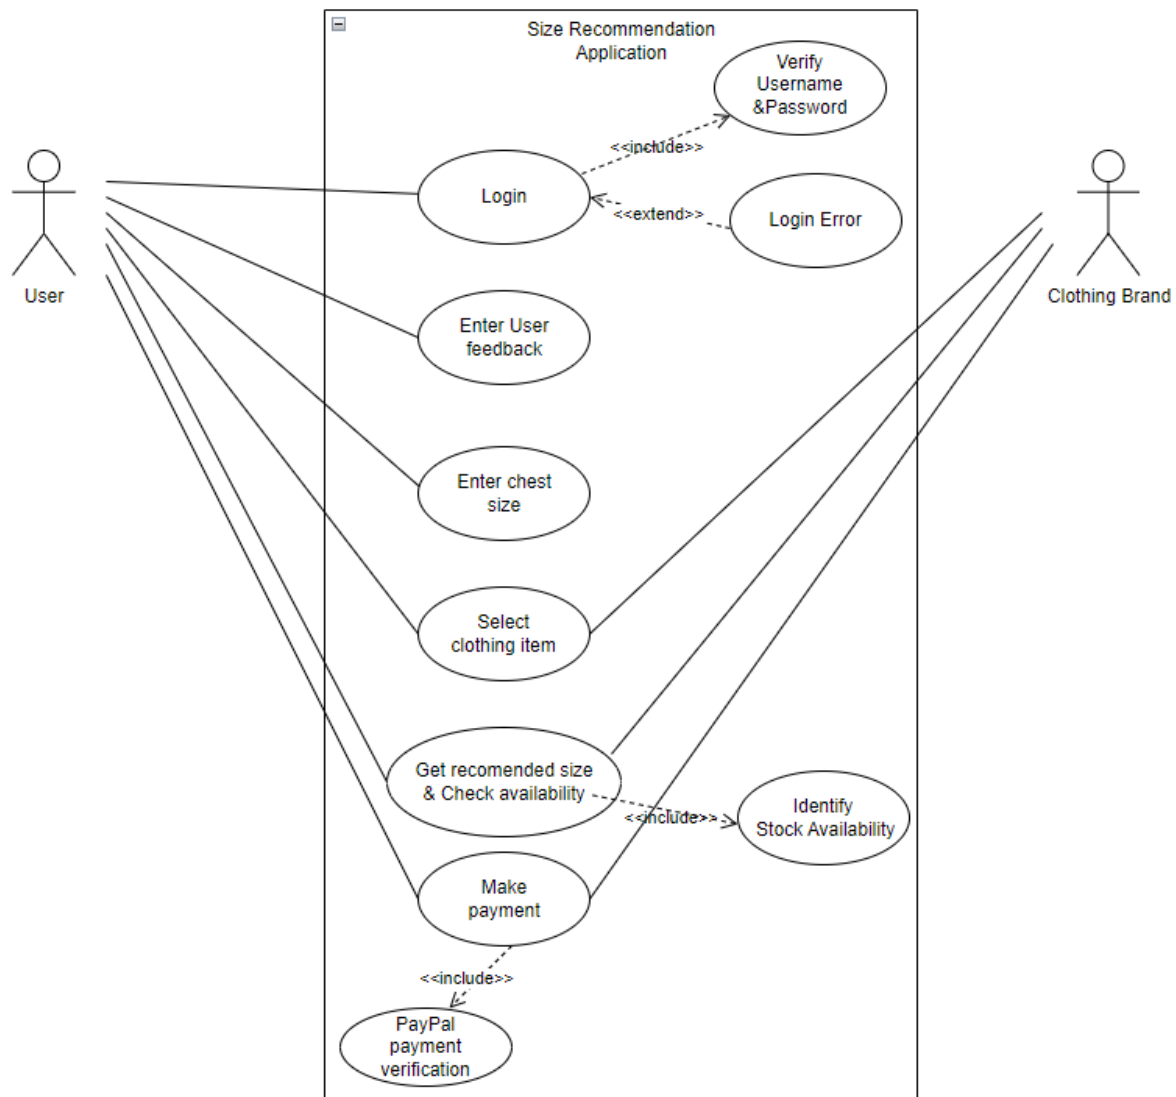 Size Recommendation
Application
Verify
Username
&Password
<<include>>
Login
<<extend>>
Login Error
User
Clothing Brand
Enter User
feedback
Enter chest
size
Select
clothing item
Get recomended size
& Check availability
<<include>>
Identify
Stock Availability
Make
payment
<<include>>
PayPal
payment
verification